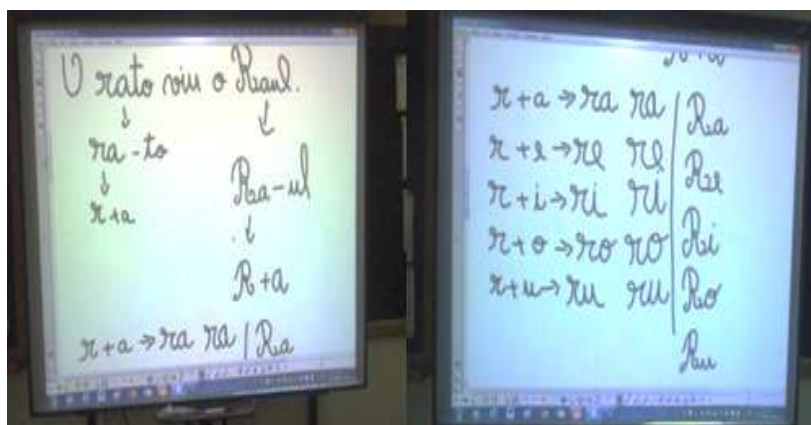 O rato viu o Raul.
↓ ↓
ra - to
↓
r+a
Ra-ul
↓
R+a
r+a → ra ra | Ra
r+a → ra ra | Ra
r+e → re re | Re
r+i → ri ri | Ri
r+o → ro ro | Ro
r+u → ru ru | Ru